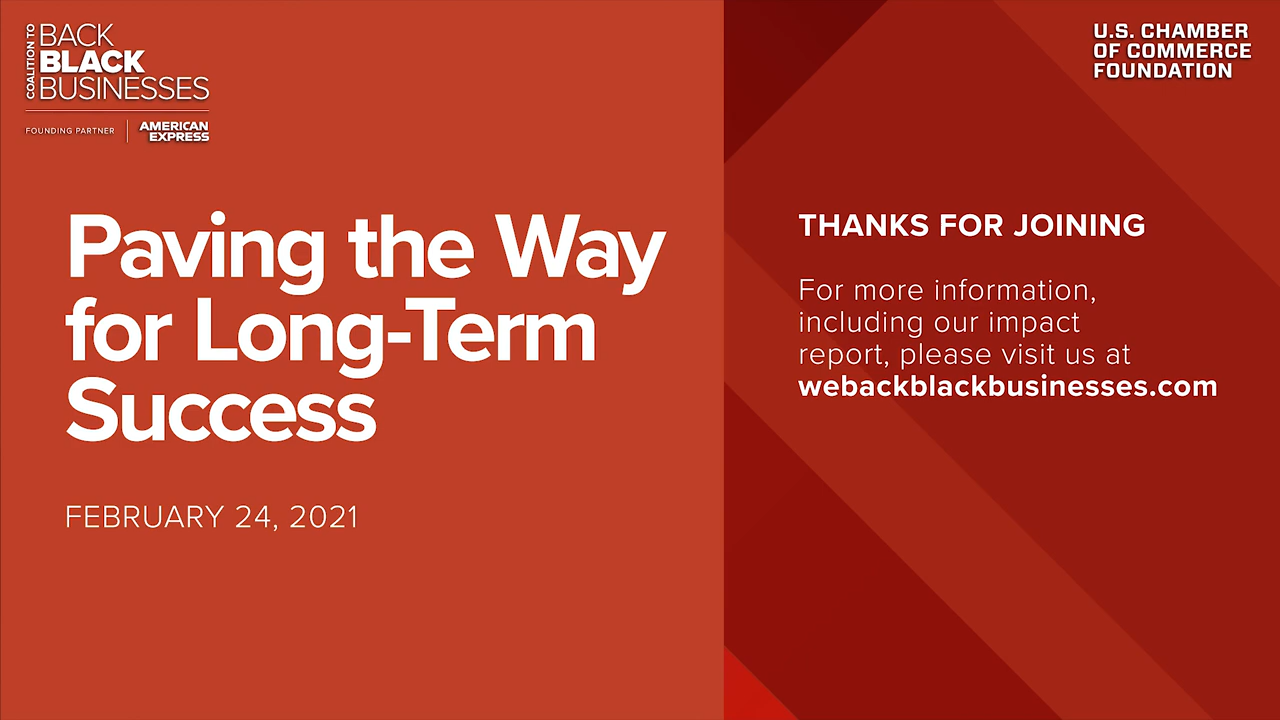 COALITION TO
BACK
BLACK
BUSINESSES
FOUNDING PARTNER
AMERICAN
EXPRESS
Paving the Way
for Long-Term
Success
FEBRUARY 24, 2021
U.S. CHAMBER
OF COMMERCE
FOUNDATION
THANKS FOR JOINING
For more information,
including our impact
report, please visit us at
webackblackbusinesses.com